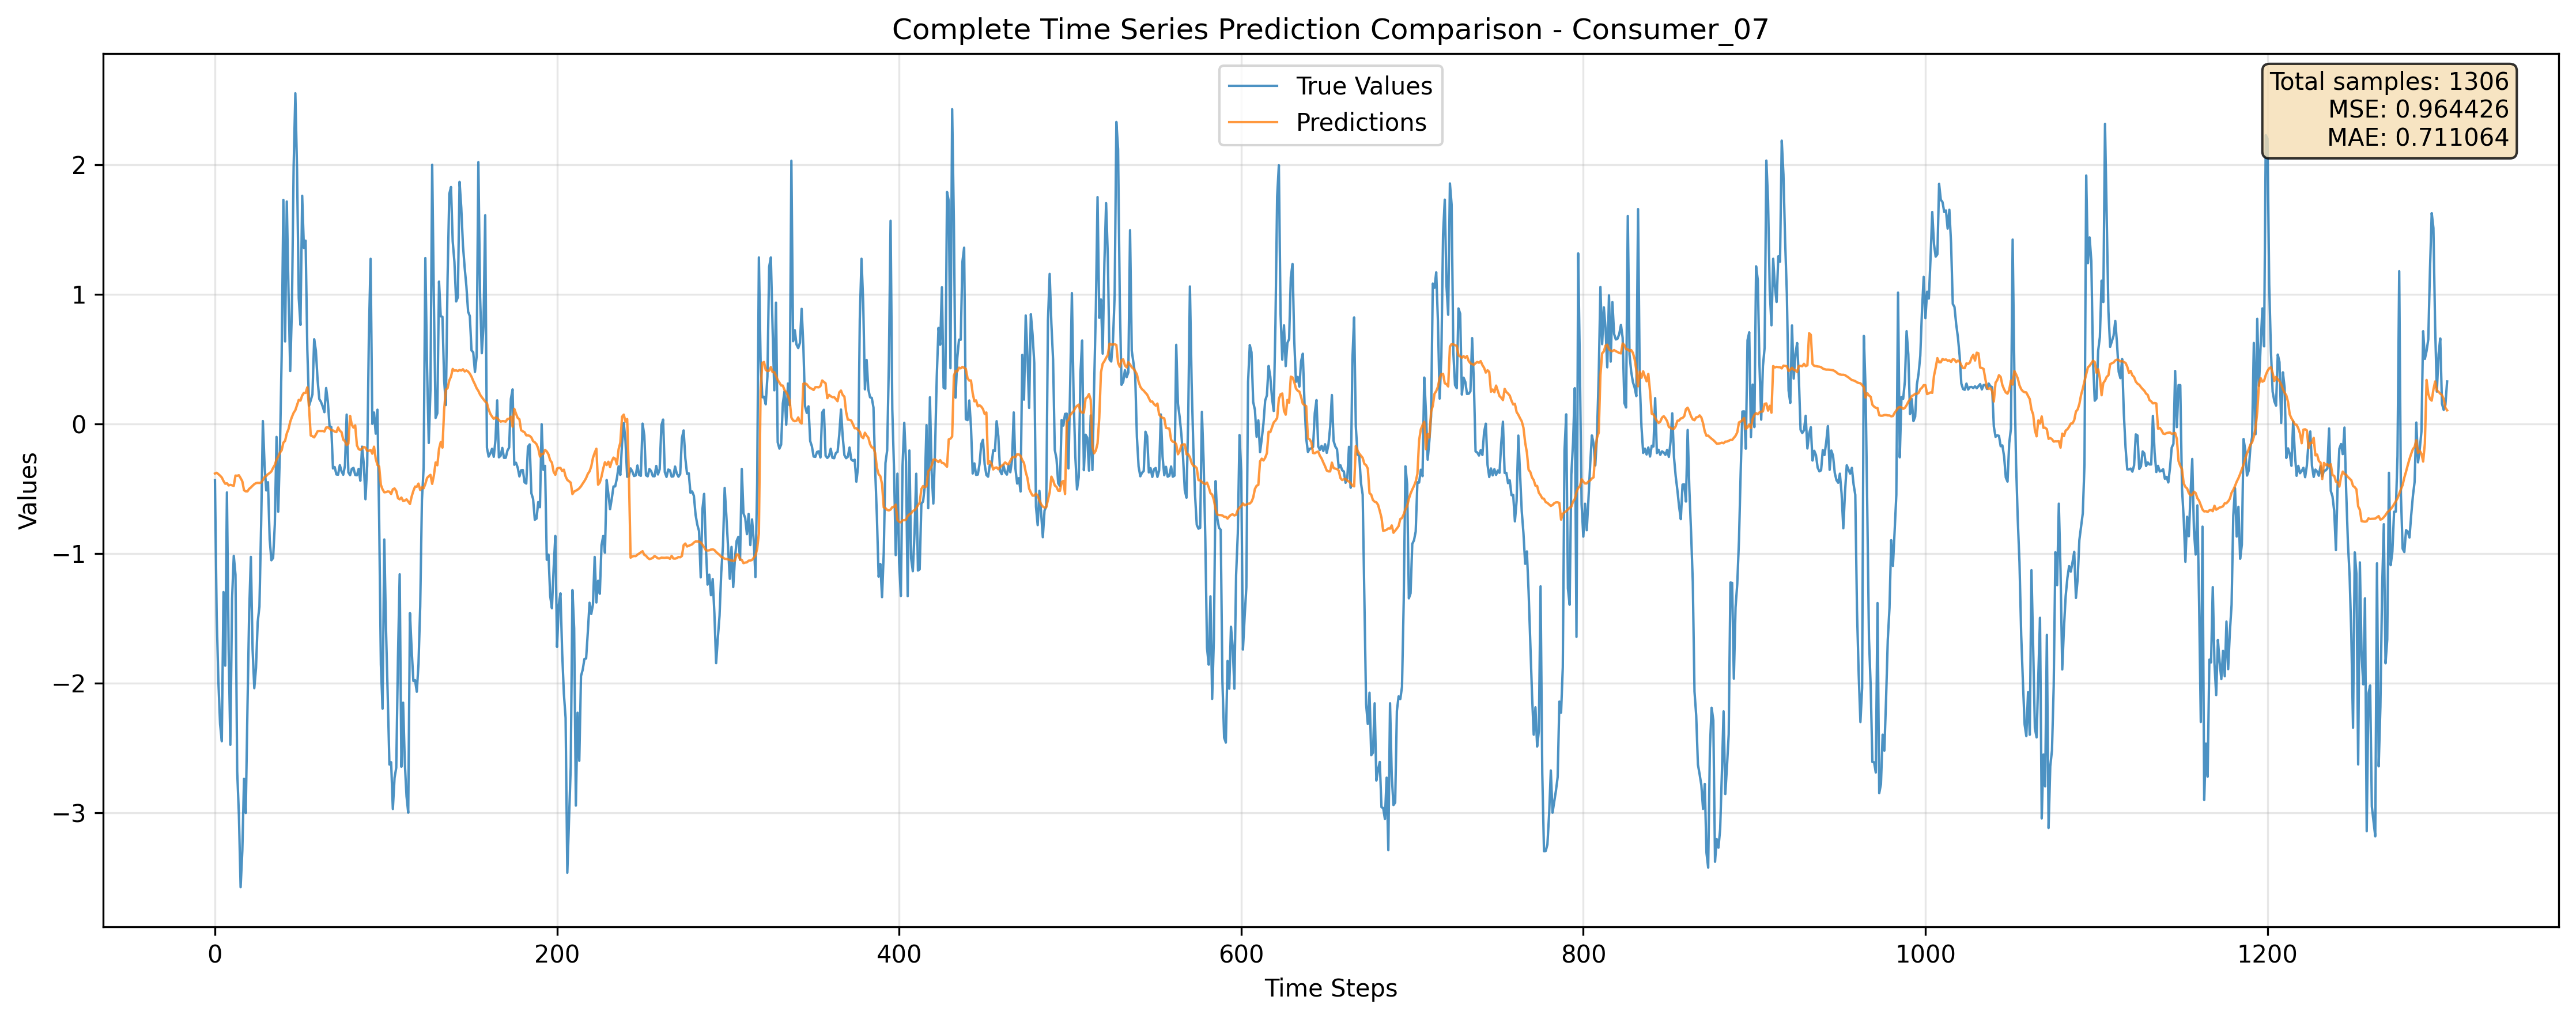 Complete Time Series Prediction Comparison - Consumer_07
True Values
Predictions
Total samples: 1306
MSE: 0.964426
MAE: 0.711064
Values
2
1
0
−1
−2
−3
0
200
400
600
800
1000
1200
Time Steps